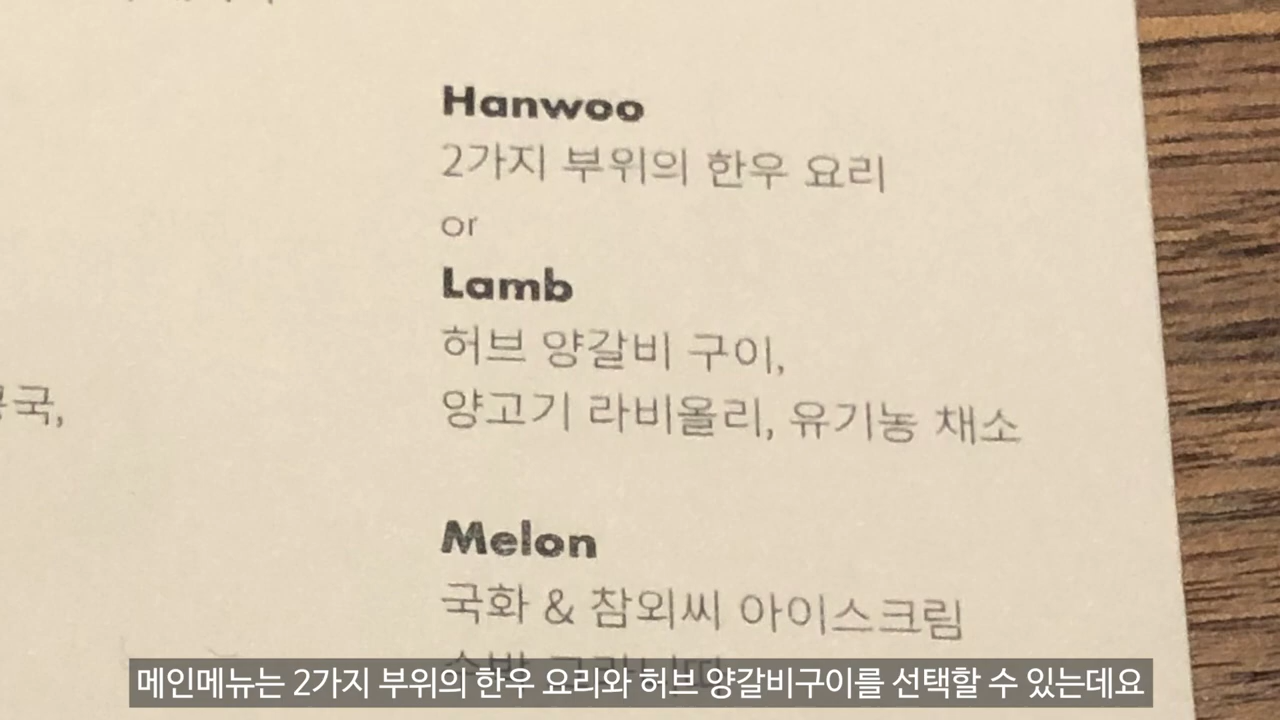 Hanwoo
2가지 부위의 한우 요리
or
Lamb
허브 양갈비 구이,
양고기 라비올리, 유기농 채소
Melon
국화 & 참외씨 아이스크림
메인메뉴는 2가지 부위의 한우 요리와 허브 양갈비구이를 선택할 수 있는데요